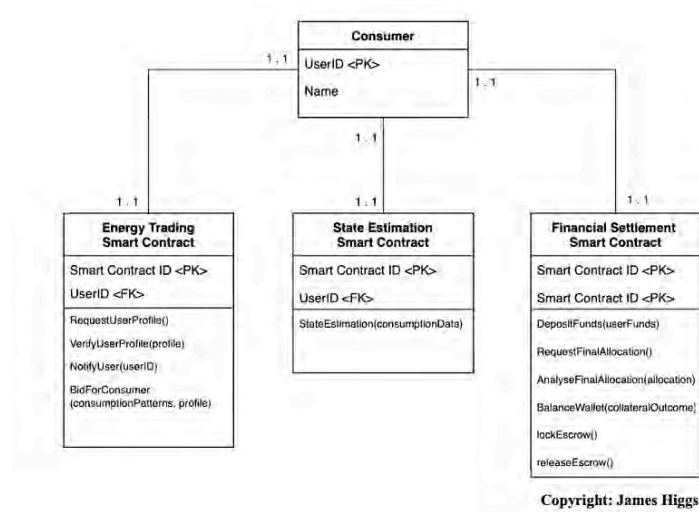 Consumer
UserID <PK>
Name
1 . 1
1 . 1
1 . 1
1 . 1
1 . 1
1 . 1
Energy Trading
Smart Contract
Smart Contract ID <PK>
UserID <FK>
RequestUserProfile()
VerifyUserProfile(profile)
NotifyUser(userID)
BidForConsumer
(consumptionPatterns, profile)
State Estimation
Smart Contract
Smart Contract ID <PK>
UserID <FK>
StateEstimation(consumptionData)
Financial Settlement
Smart Contract
Smart Contract ID <PK>
Smart Contract ID <PK>
DepositFunds(userFunds)
RequestFinalAllocation()
AnalyseFinalAllocation(allocation)
BalanceWallet(collateralOutcome)
lockEscrow()
releaseEscrow()
Copyright: James Higgs